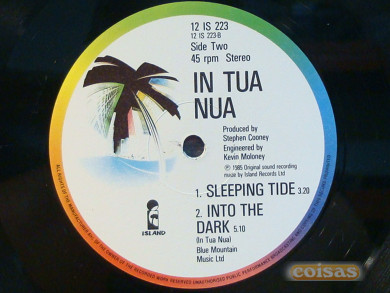 12 IS 223
12 IS 223-B
Side Two
45 rpm Stereo
IN TUA
NUA
Produced by
Stephen Cooney
Engineered by
Kevin Moloney
℗ 1985 Original sound recording
made by Island Records Ltd
1. SLEEPING TIDE 3.20
2. INTO THE
DARK 5.10
(In Tua Nua)
Blue Mountain
Music Ltd
ISLAND
coisas